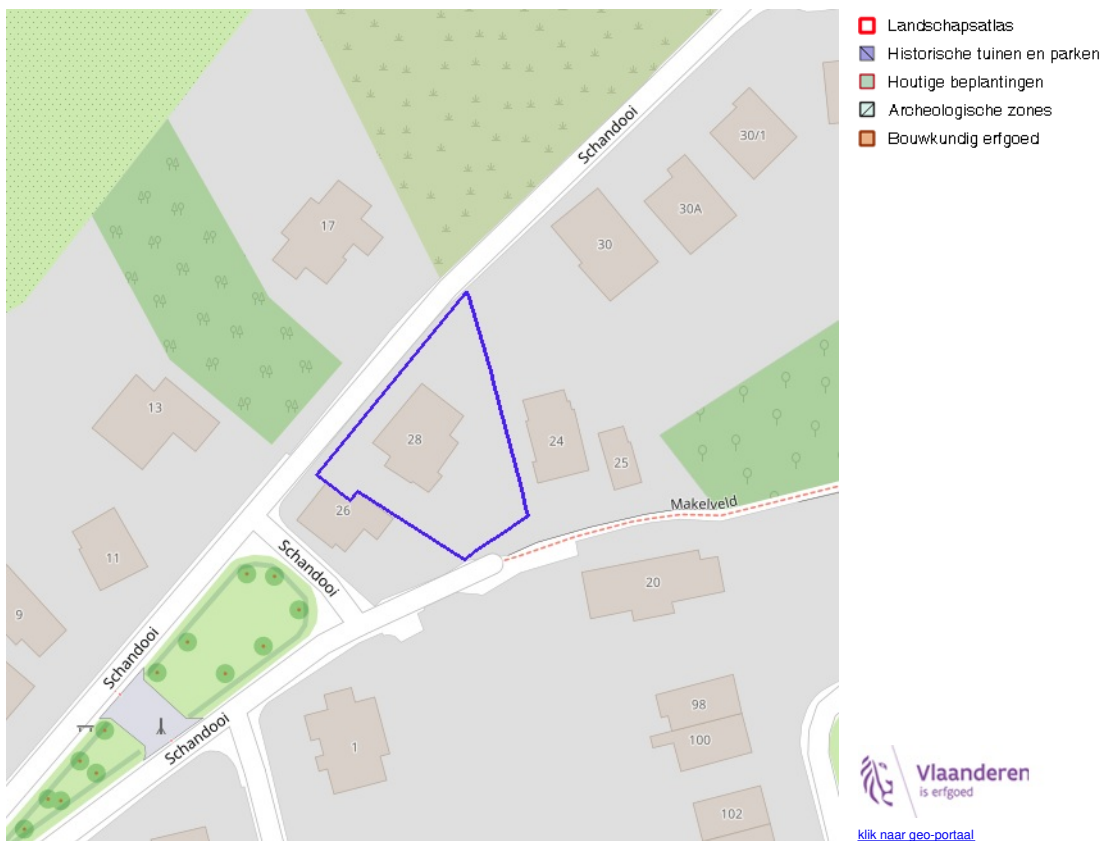 Landschapsatlas
Historische tuinen en parken
Houtige beplantingen
Archeologische zones
Bouwkundig erfgoed
Schandooi
30/1
30A
30
17
13
28
24
25
26
Makelveld
Schandooi
11
20
9
Schandooi
98
100
Schandooi
1
102
Vlaanderen
is erfgoed
klik naar geo-portaal